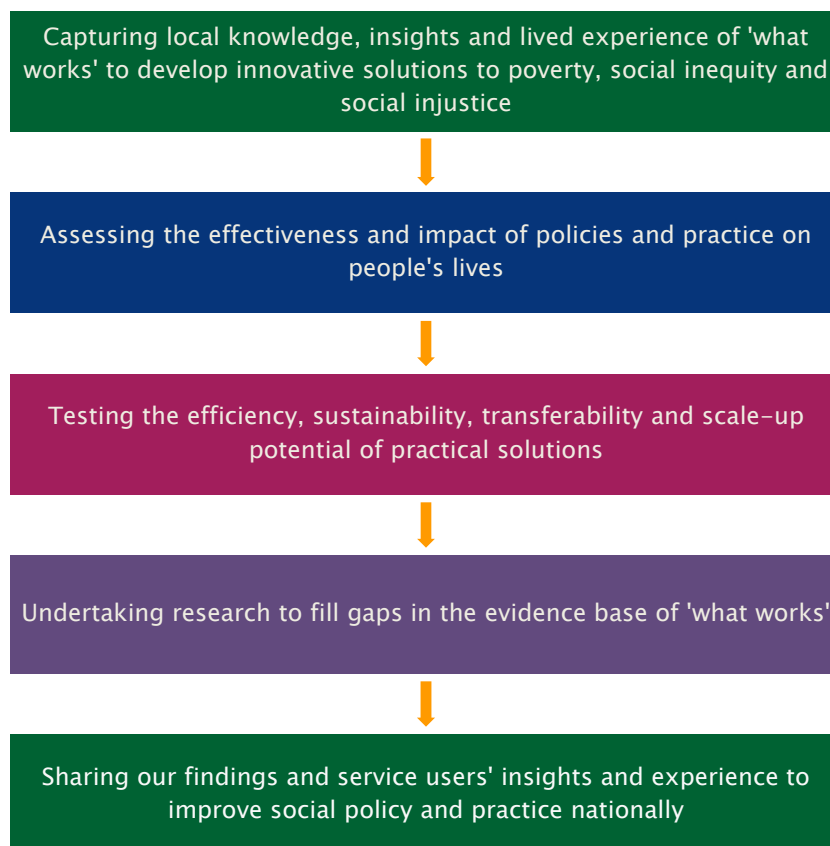 Capturing local knowledge, insights and lived experience of 'what
works' to develop innovative solutions to poverty, social inequity and
social injustice
Assessing the effectiveness and impact of policies and practice on
people's lives
Testing the efficiency, sustainability, transferability and scale-up
potential of practical solutions
Undertaking research to fill gaps in the evidence base of 'what works'
Sharing our findings and service users' insights and experience to
improve social policy and practice nationally